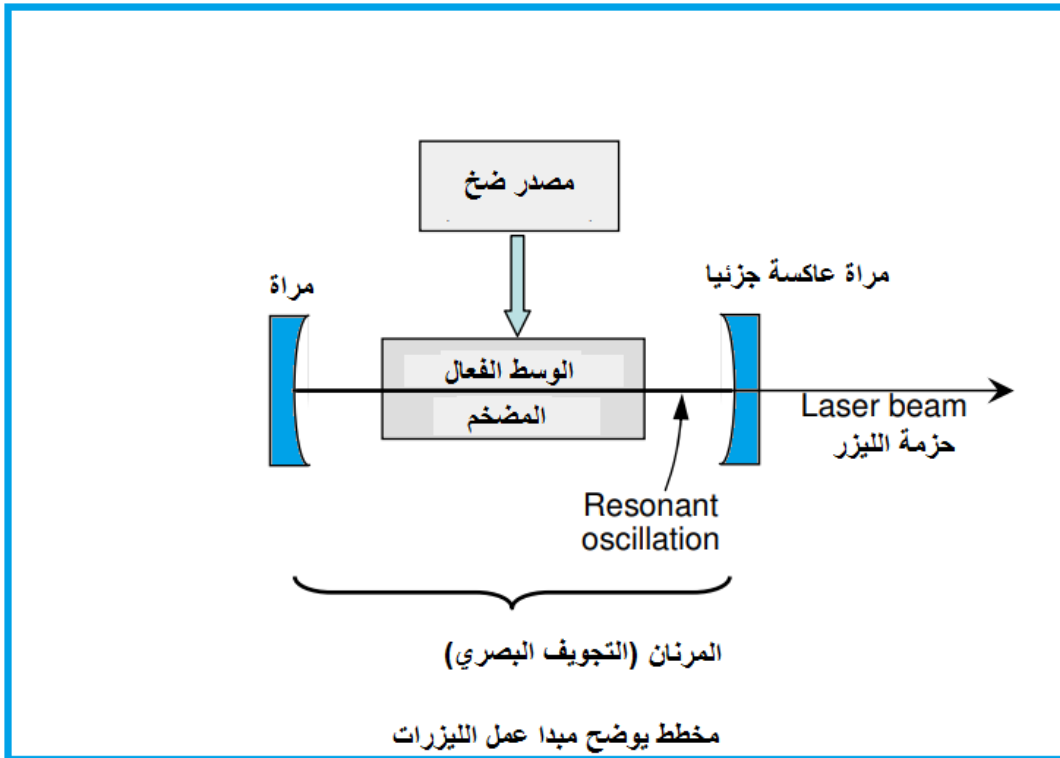 مصدر ضخ
مراة عاكسة جزئيا
مراة
الوسط الفعال
المضخم
Laser beam
حزمة الليزر
Resonant
oscillation
المرنان (التجويف البصري)
مخطط يوضح مبدا عمل الليزرات